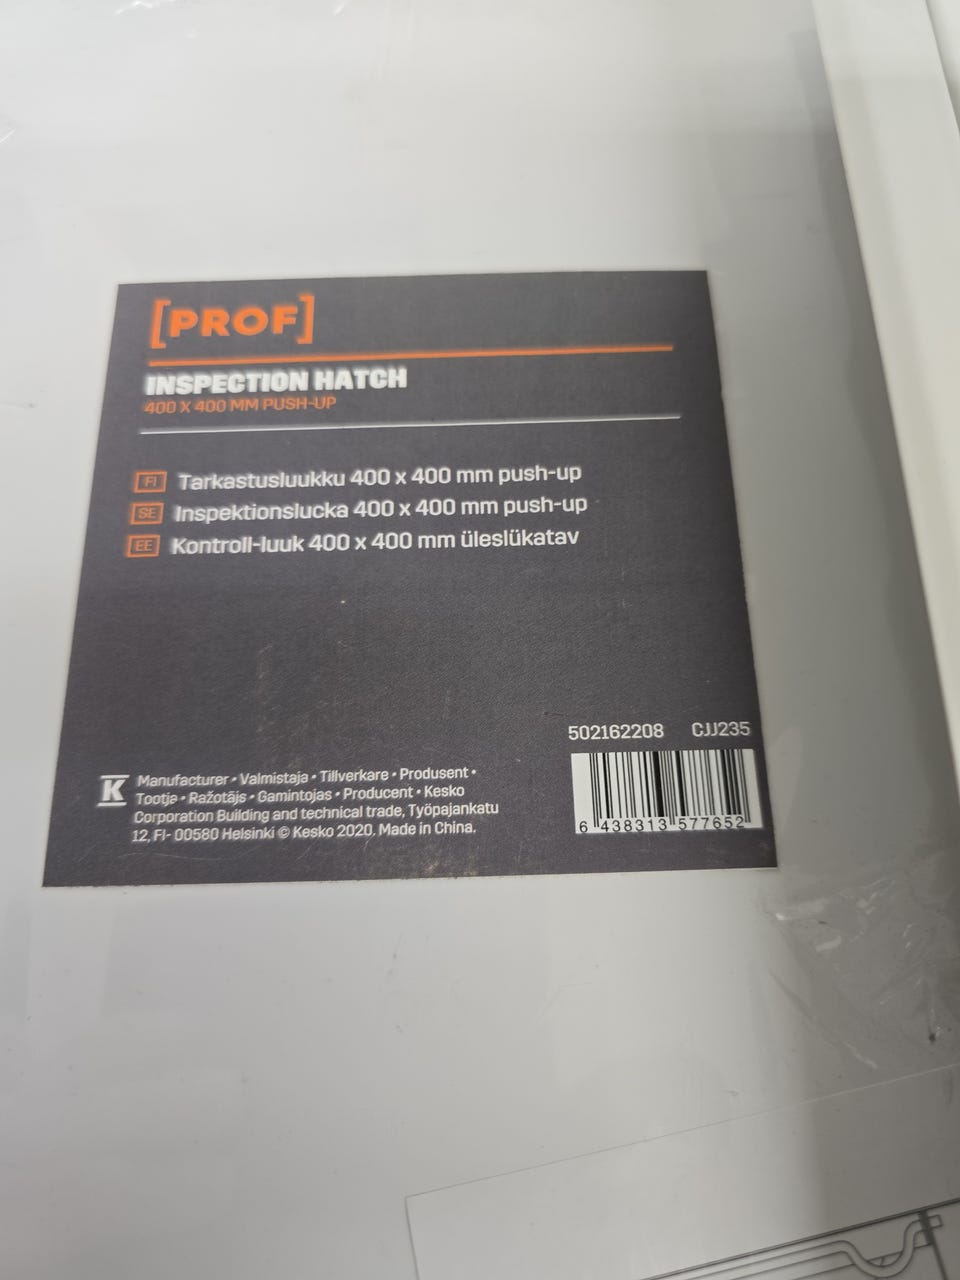 [PROF]
INSPECTION HATCH
400 X 400 MM PUSH-UP
FI Tarkastusluukku 400 x 400 mm push-up
SE Inspektionslucka 400 x 400 mm push-up
EE Kontroll-luuk 400 x 400 mm üleslükatav
502162208 CJJ235
K
Manufacturer • Valmistaja • Tillverkare • Produsent •
Tootja • Ražotājs • Gamintojas • Producent • Kesko
Corporation Building and technical trade, Työpajankatu
12, FI- 00580 Helsinki © Kesko 2020. Made in China.
6 438313 577652